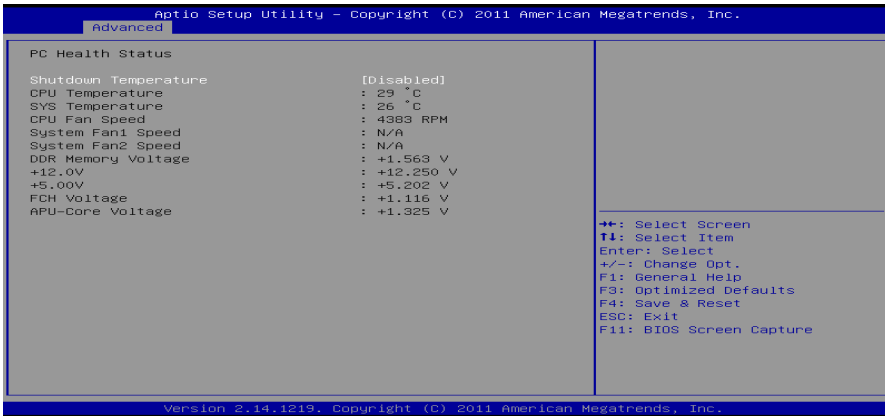 Aptio Setup Utility – Copyright (C) 2011 American Megatrends, Inc.
Advanced
PC Health Status
Shutdown Temperature [Disabled]
CPU Temperature : 29 °C
SYS Temperature : 26 °C
CPU Fan Speed : 4383 RPM
System Fan1 Speed : N/A
System Fan2 Speed : N/A
DDR Memory Voltage : +1.563 V
+12.0V : +12.250 V
+5.00V : +5.202 V
FCH Voltage : +1.116 V
APU-Core Voltage : +1.325 V
→←: Select Screen
↑↓: Select Item
Enter: Select
+/-: Change Opt.
F1: General Help
F3: Optimized Defaults
F4: Save & Reset
ESC: Exit
F11: BIOS Screen Capture
Version 2.14.1219. Copyright (C) 2011 American Megatrends, Inc.